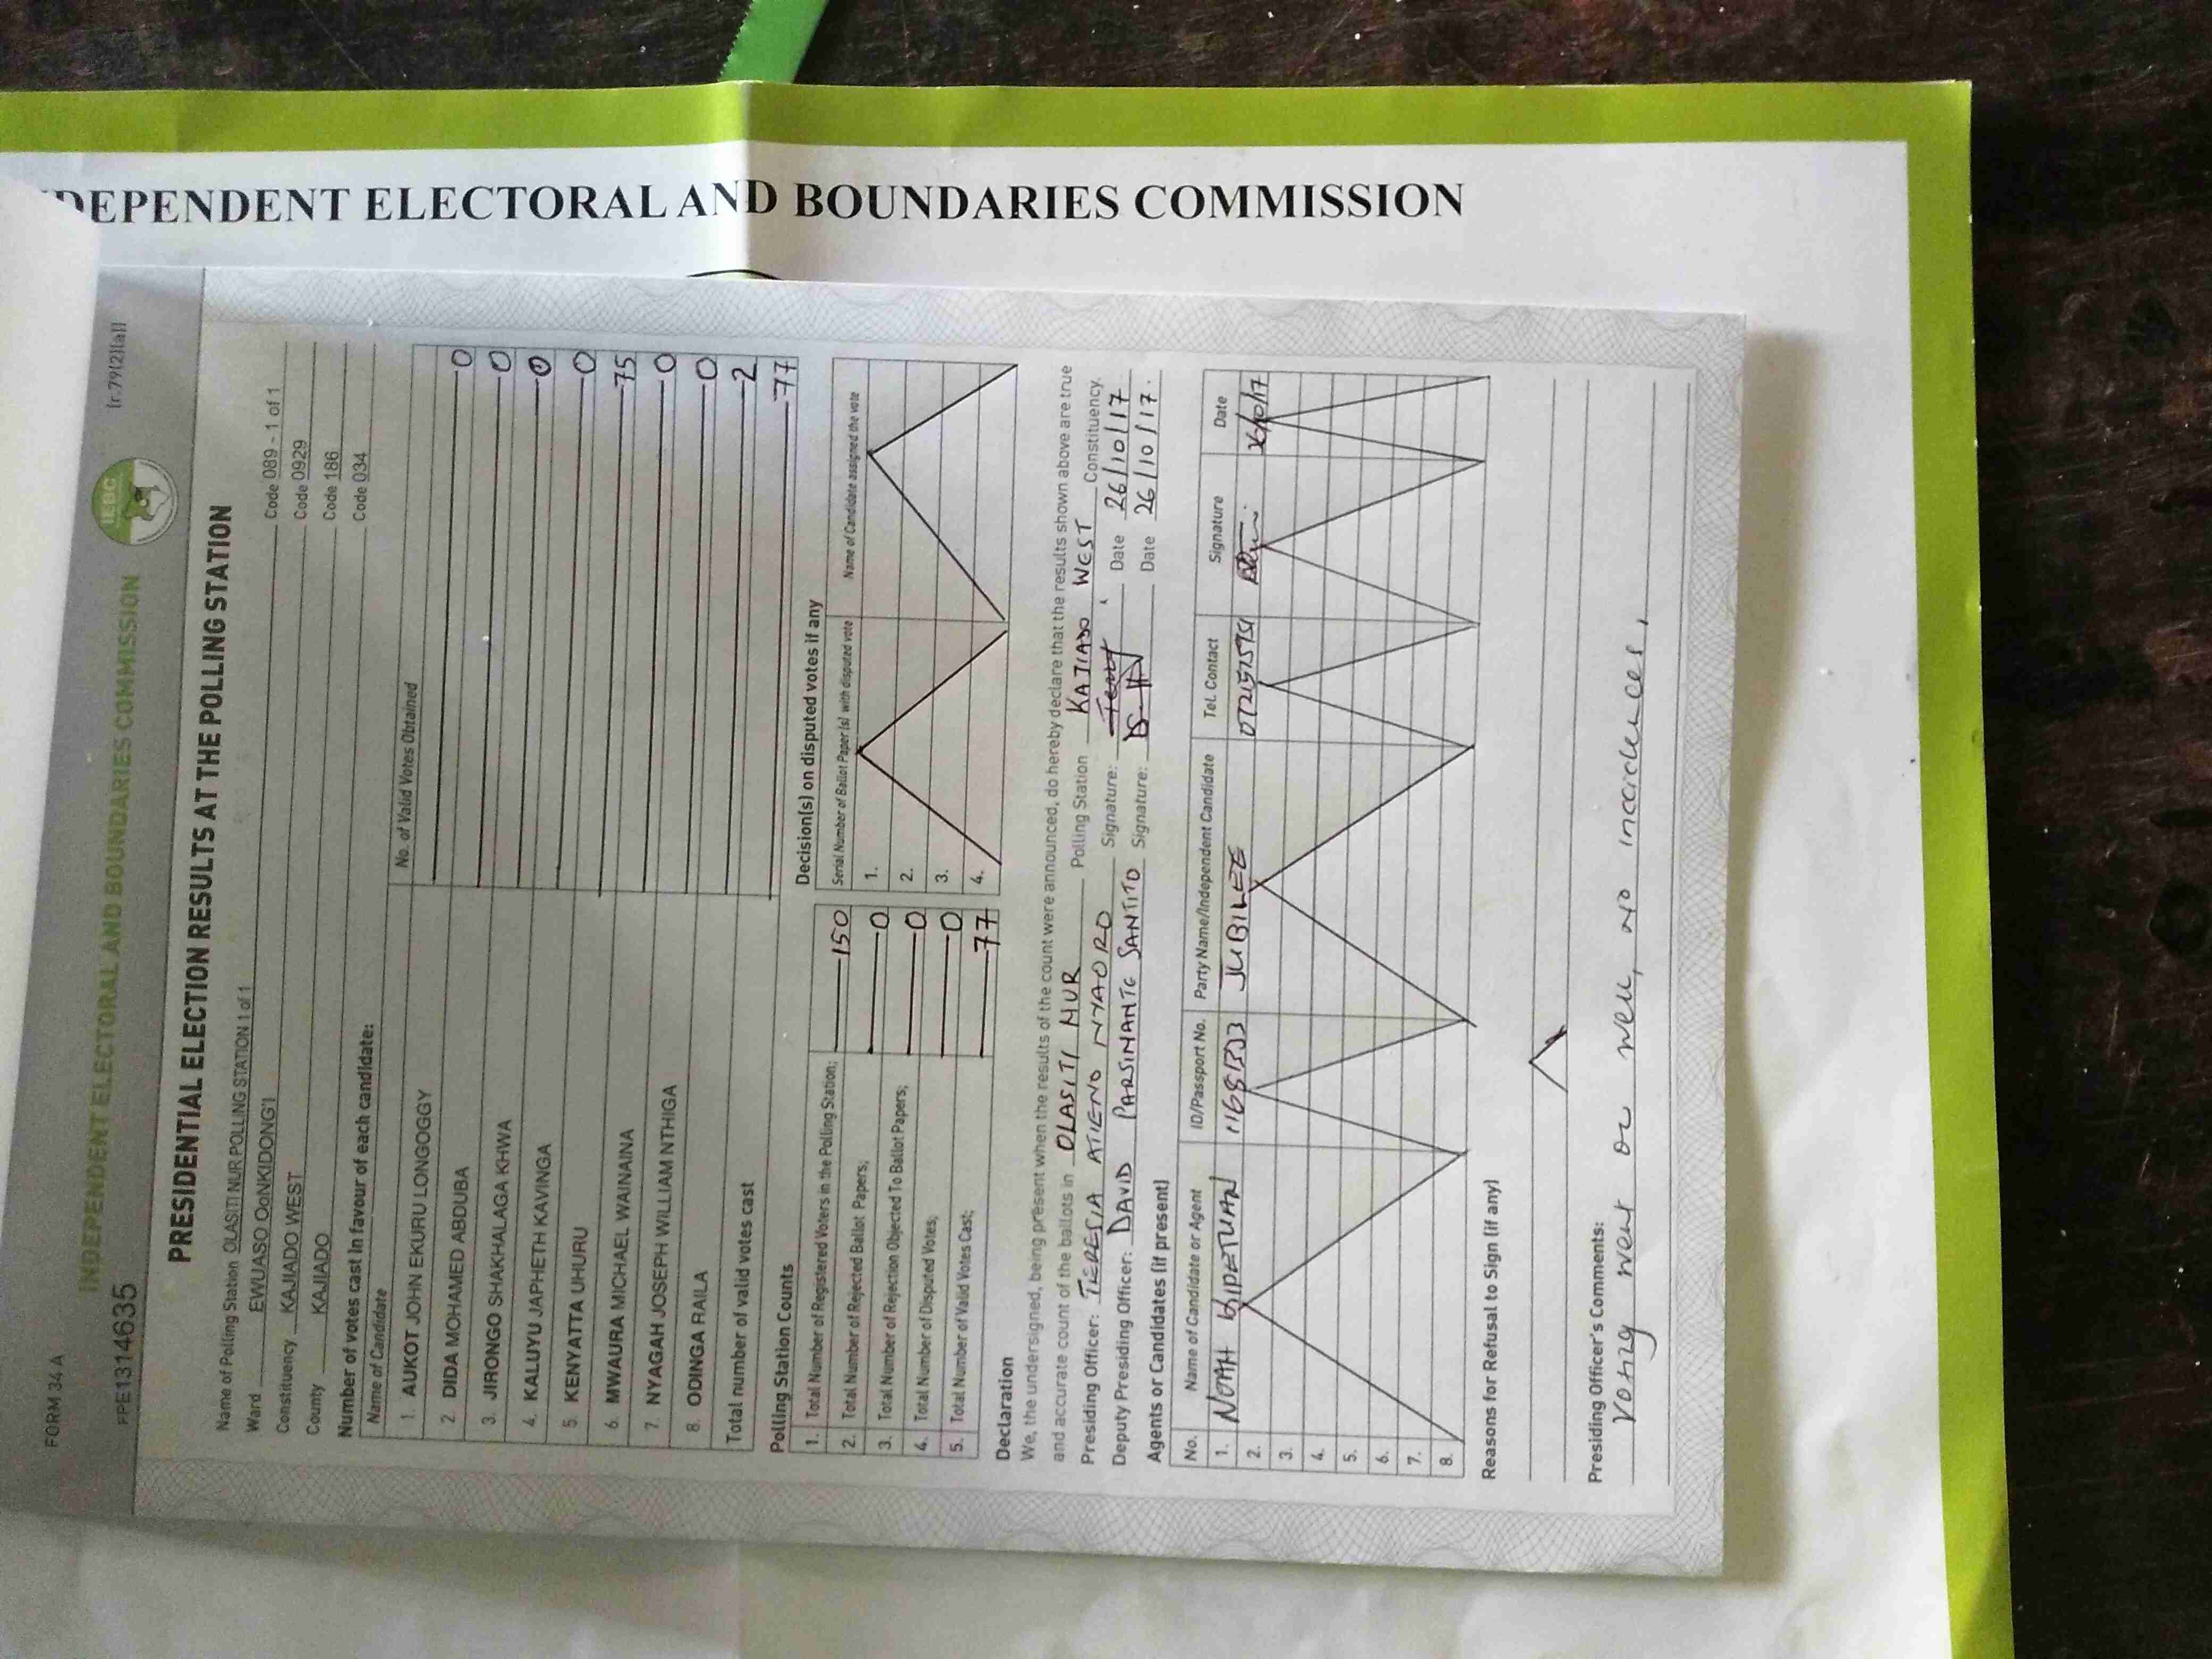 INDEPENDENT ELECTORAL AND BOUNDARIES COMMISSION
FORM 34 A
[r.79(2)(a)]
INDEPENDENT ELECTORAL AND BOUNDARIES COMMISSION
IEBC
PPE1314635
PRESIDENTIAL ELECTION RESULTS AT THE POLLING STATION
Name of Polling Station OLASITI NUR POLLING STATION 1 of 1 Code 089 - 1 of 1
Ward EWUASO OoNKIDONG'I Code 0929
Constituency KAJIADO WEST Code 186
County KAJIADO Code 034
Number of votes cast in favour of each candidate:
Name of Candidate No. of Valid Votes Obtained
1. AUKOT JOHN EKURU LONGOGGY 0
2 DIDA MOHAMED ABDUBA 0
3. JIRONGO SHAKHALAGA KHWA 0
4. KALUYU JAPHETH KAVINGA 0
5. KENYATTA UHURU 75
6. MWAURA MICHAEL WAINAINA 0
7. NYAGAH JOSEPH WILLIAM NTHIGA 0
8. ODINGA RAILA 2
Total number of valid votes cast 77
Polling Station Counts
1. Total Number of Registered Voters in the Polling Station; 150
2. Total Number of Rejected Ballot Papers; 0
3. Total Number of Rejection Objected To Ballot Papers; 0
4. Total Number of Disputed Votes; 0
5. Total Number of Valid Votes Cast; 77
Decision(s) on disputed votes if any
Serial Number of Ballot Paper (s) with disputed vote Name of Candidate assigned the vote
1.
2.
3.
4.
Declaration
We, the undersigned, being present when the results of the count were announced, do hereby declare that the results shown above are true
and accurate count of the ballots in OLASITI NUR Polling Station KAJIADO WEST Constituency.
Presiding Officer: TERESIA ATIENO NYAORO Signature: Date 26/10/17
Deputy Presiding Officer: DAVID PARSIMANTE SANTITO Signature: Date 26/10/17.
Agents or Candidates (if present)
No. Name of Candidate or Agent ID/Passport No. Party Name/Independent Candidate Tel. Contact Signature Date
1. NOAH JUBILEE 26/10/17
2.
3.
4.
5.
6.
7.
8.
Reasons for Refusal to Sign (if any)
Presiding Officer's Comments:
Voting went on well, no inccidences.